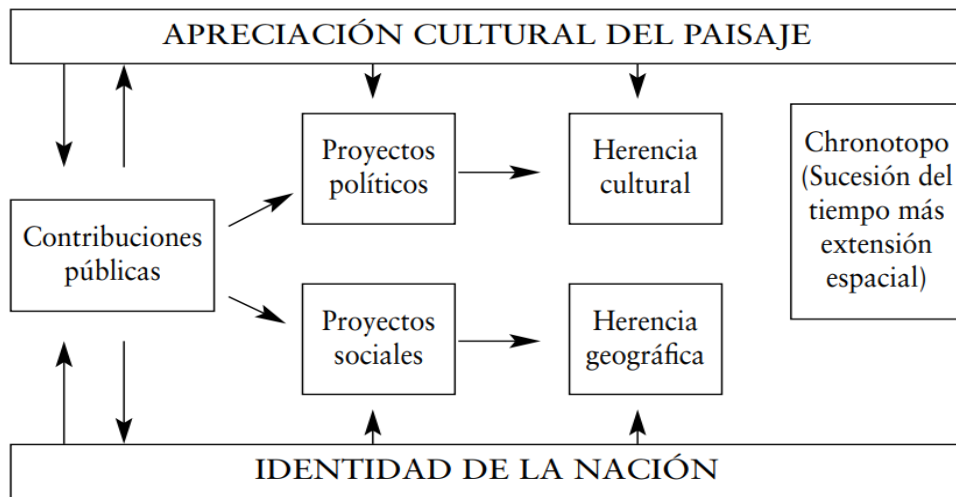 APRECIACIÓN CULTURAL DEL PAISAJE
Proyectos
políticos
Herencia
cultural
Chronotopo
(Sucesión del
tiempo más
extensión
espacial)
Contribuciones
públicas
Proyectos
sociales
Herencia
geográfica
IDENTIDAD DE LA NACIÓN